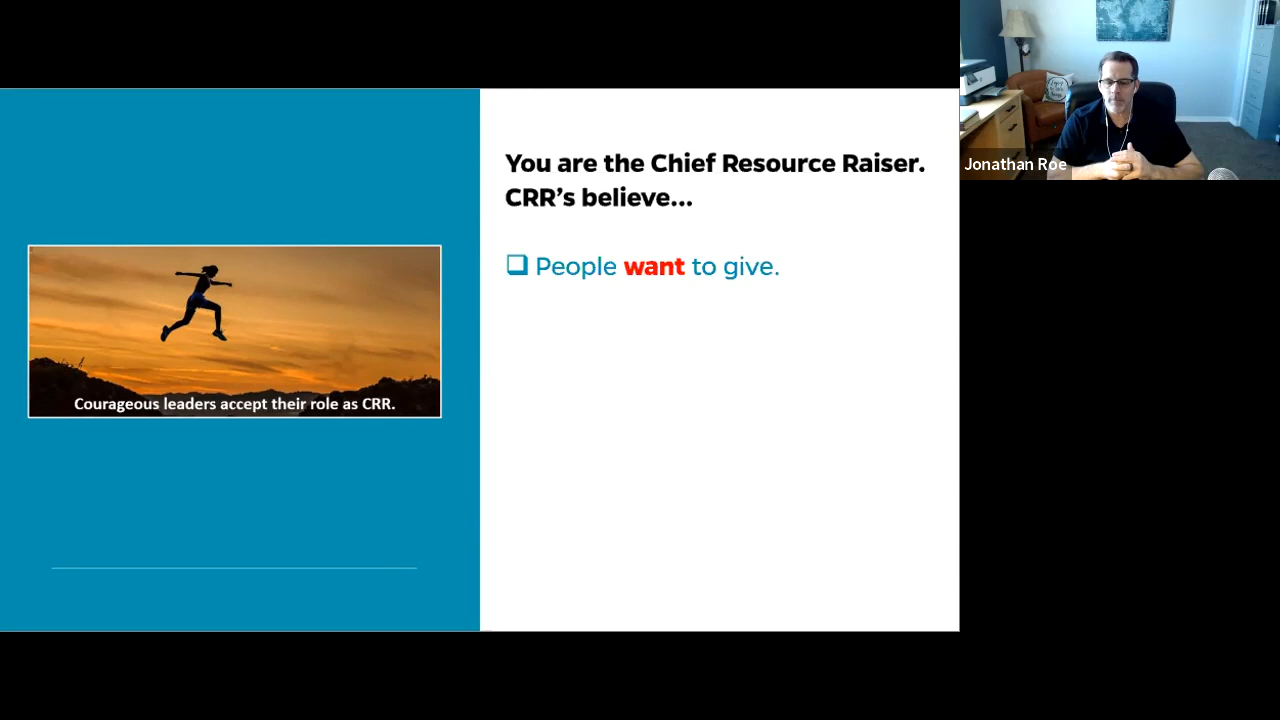 You are the Chief Resource Raiser.
CRR’s believe...
❑ People want to give.
Courageous leaders accept their role as CRR.
Jonathan Roe